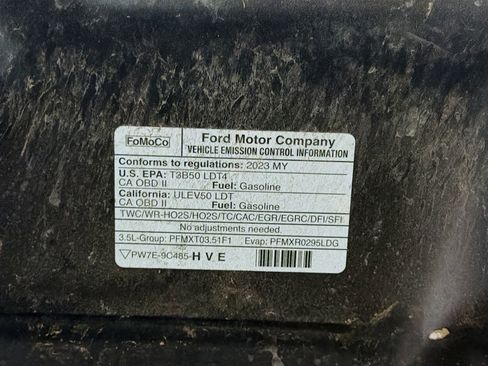 FoMoCo
Ford Motor Company
VEHICLE EMISSION CONTROL INFORMATION
Conforms to regulations: 2023 MY
U.S. EPA: T3B50 LDT4
CA OBD II Fuel: Gasoline
California: ULEV50 LDT
CA OBD II Fuel: Gasoline
TWC/WR-HO2S/HO2S/TC/CAC/EGR/EGRC/DFI/SFI
No adjustments needed.
3.5L-Group: PFMXT03.51F1 Evap: PFMXR0295LDG
PW7E-9C485-HVE